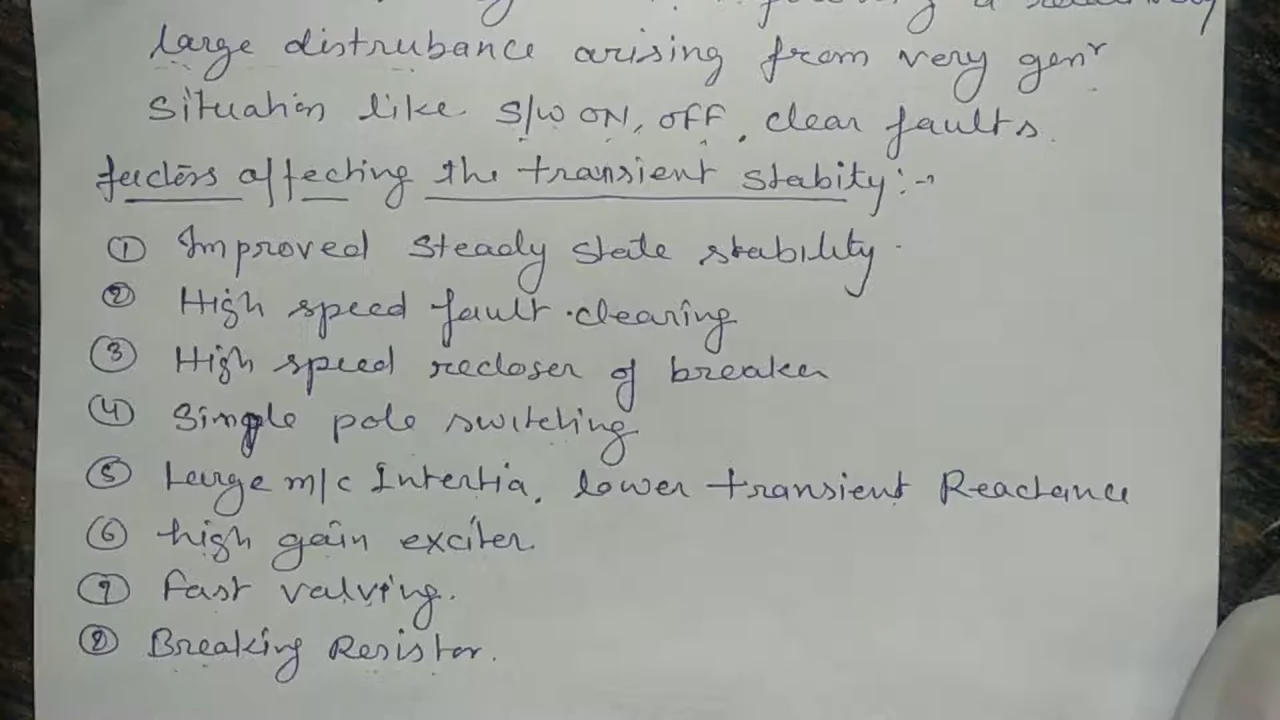 large distrubance arising from very genr
situation like s/w ON, OFF, clear faults.
factors affecting the transient stabity:-
① Improved steady state stability.
② High speed fault clearing
③ High speed recloser of breaker
④ Simple pole switching
⑤ Large m/c Intertia, lower transient Reactance
⑥ high gain exciter.
⑦ fast valving.
⑧ Breaking Resistor.